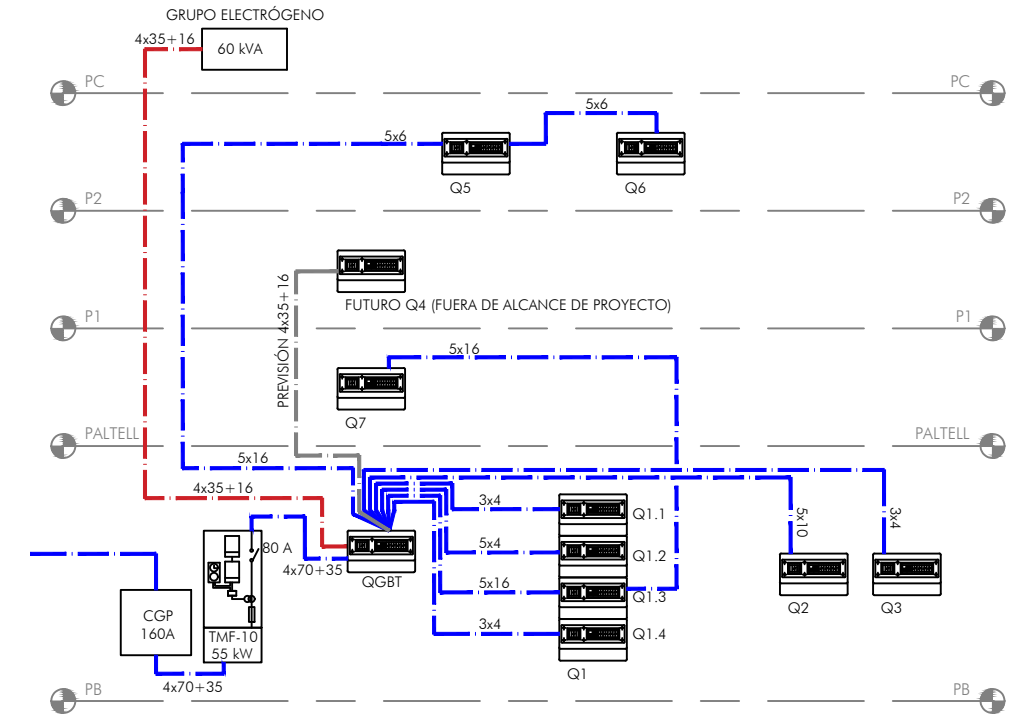 GRUPO ELECTRÓGENO
4x35+16
60 kVA
PC
PC
5x6
5x6
Q5
Q6
P2
P2
PREVISIÓN 4x35+16
FUTURO Q4 (FUERA DE ALCANCE DE PROYECTO)
P1
P1
5x16
Q7
PALTELL
PALTELL
5x16
4x35+16
3x4
Q1.1
5x10
3x4
80 A
5x4
Q1.2
4x70+35
QGBT
5x16
Q1.3
Q2
Q3
CGP
160A
TMF-10
55 kW
3x4
Q1.4
Q1
4x70+35
PB
PB